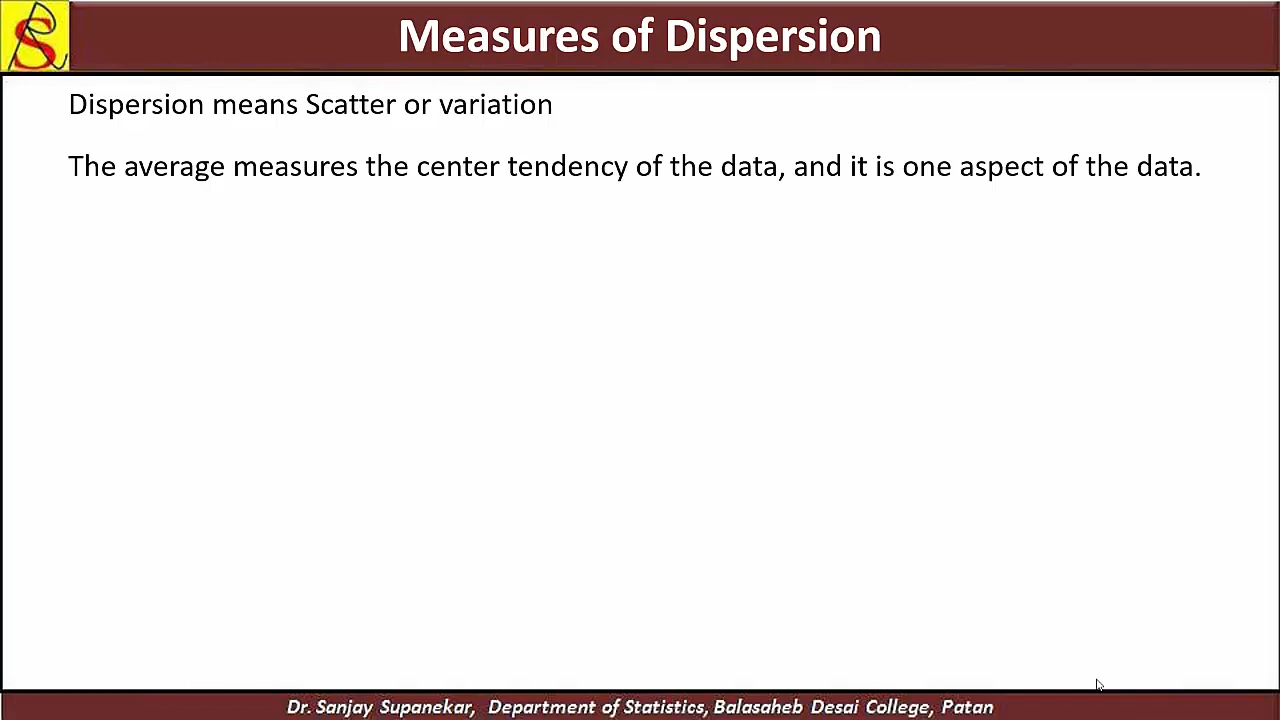 Measures of Dispersion
Dispersion means Scatter or variation
The average measures the center tendency of the data, and it is one aspect of the data.
Dr. Sanjay Supanekar, Department of Statistics, Balasaheb Desai College, Patan